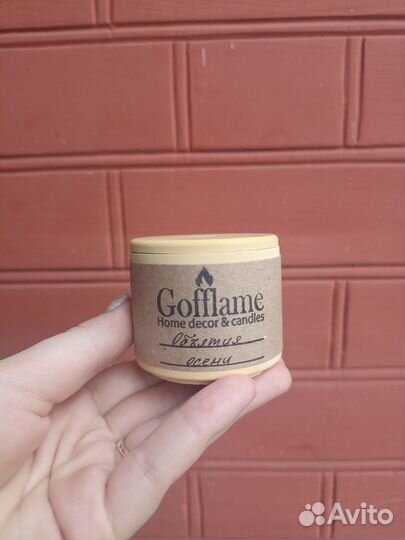 Gofflame
Home decor & candles
Объятия
осени
Avito